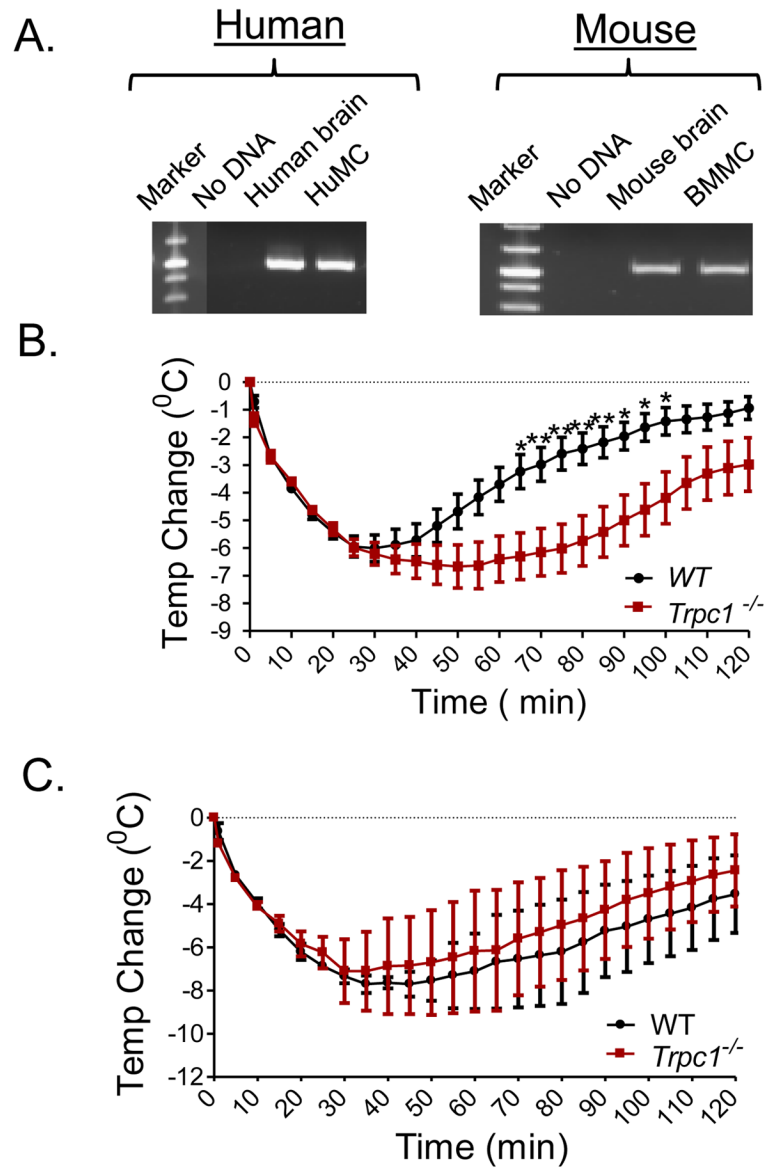 A.
Human
Mouse
Marker
No DNA
Human brain
HuMC
Marker
No DNA
Mouse brain
BMMC
B.
Temp Change (⁰C)
0
-1
-2
-3
-4
-5
-6
-7
-8
-9
* ** ** ** ** * * *
WT
Trpc1 -/-
0 10 20 30 40 50 60 70 80 90 100 110 120
Time ( min)
C.
Temp Change (⁰C)
0
-2
-4
-6
-8
-10
-12
WT
Trpc1-/-
0 10 20 30 40 50 60 70 80 90 100 110 120
Time (min)